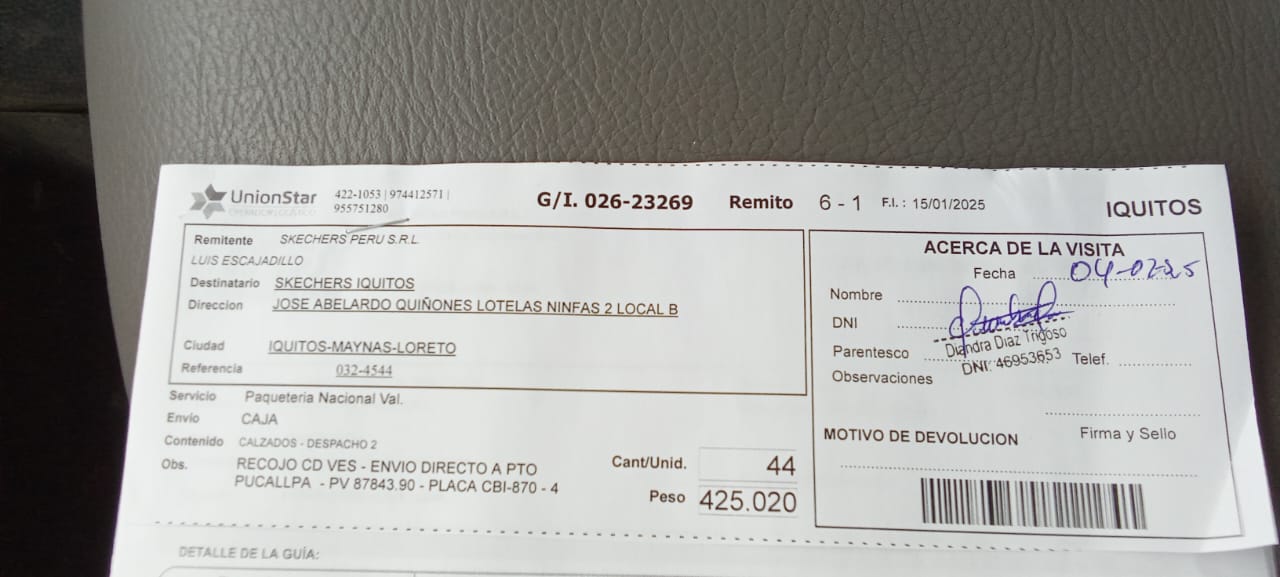 UnionStar
OPERADOR LOGISTICO
422-1053 | 974412571 |
955751280
G/I. 026-23269 Remito 6 - 1 F.I. : 15/01/2025
IQUITOS
Remitente SKECHERS PERU S.R.L.
LUIS ESCAJADILLO
Destinatario SKECHERS IQUITOS
Direccion JOSE ABELARDO QUIÑONES LOTELAS NINFAS 2 LOCAL B
Ciudad IQUITOS-MAYNAS-LORETO
Referencia 032-4544
Servicio Paqueteria Nacional Val.
Envio CAJA
Contenido CALZADOS - DESPACHO 2
Obs. RECOJO CD VES - ENVIO DIRECTO A PTO
PUCALLPA - PV 87843.90 - PLACA CBI-870 - 4
Cant/Unid. 44
Peso 425.020
ACERCA DE LA VISITA
Fecha 04-02-25
Nombre
DNI
Diandra Diaz Trigoso
Parentesco DNI: 46953653 Telef.
Observaciones
MOTIVO DE DEVOLUCION Firma y Sello
DETALLE DE LA GUÍA: